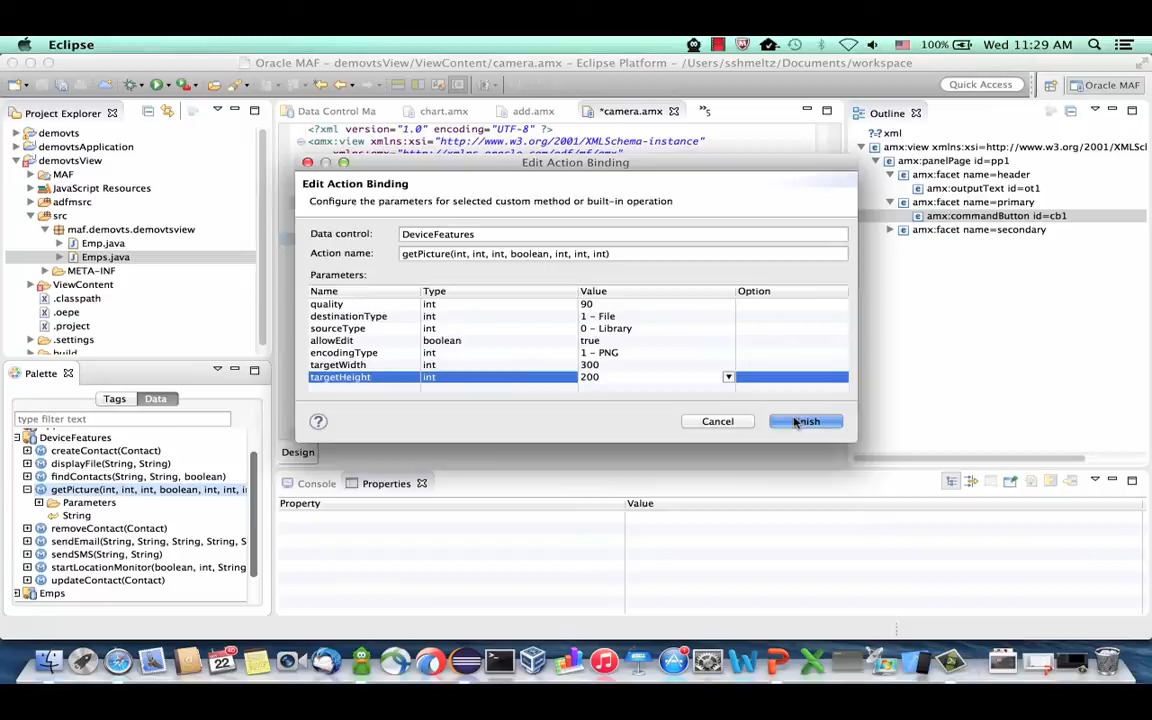 Eclipse 100% Wed 11:29 AM
Oracle MAF - demovtsView/ViewContent/camera.amx - Eclipse Platform - /Users/sshmeltz/Documents/workspace
Quick Access Oracle MAF
Project Explorer
demovts
demovtsApplication
demovtsView
MAF
JavaScript Resources
adfmsrc
src
maf.demovts.demovtsview
Emp.java
Emps.java
META-INF
ViewContent
.classpath
.oepe
.project
.settings
build
Data Control Ma chart.amx add.amx *camera.amx 5
<?xml version="1.0" encoding="UTF-8" ?>
<amx:view xmlns:xsi="http://www.w3.org/2001/XMLSchema-instance"
Outline
xml
amx:view xmlns:xsi=http://www.w3.org/2001/XMLScl
amx:panelPage id=pp1
amx:facet name=header
amx:outputText id=ot1
amx:facet name=primary
amx:commandButton id=cb1
amx:facet name=secondary
Edit Action Binding
Edit Action Binding
Configure the parameters for selected custom method or built-in operation
Data control: DeviceFeatures
Action name: getPicture(int, int, int, boolean, int, int, int)
Parameters:
Name Type Value Option
quality int 90
destinationType int 1 - File
sourceType int 0 - Library
allowEdit boolean true
encodingType int 1 - PNG
targetWidth int 300
targetHeight int 200
Cancel Finish
Design
Palette
Tags Data
type filter text
DeviceFeatures
createContact(Contact)
displayFile(String, String)
findContacts(String, String, boolean)
getPicture(int, int, int, boolean, int, int, i
Parameters
String
removeContact(Contact)
sendEmail(String, String, String, String, S
sendSMS(String, String)
startLocationMonitor(boolean, int, String
updateContact(Contact)
Emps
Console Properties
Property Value
22